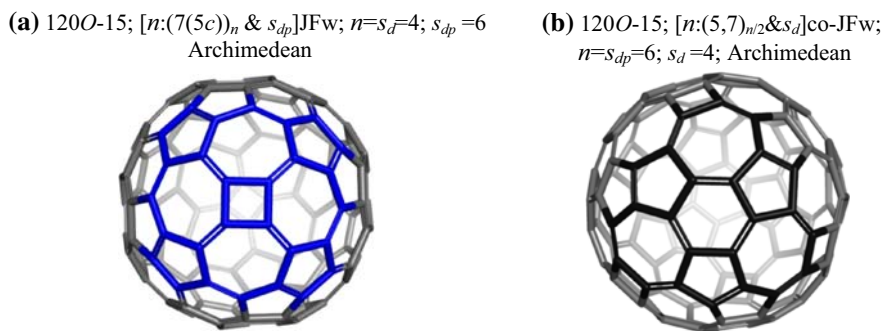 (a) 120O-15; [n:(7(5c))n & sdp]JFw; n=sd=4; sdp =6
Archimedean
(b) 120O-15; [n:(5,7)n/2&sd]co-JFw;
n=sdp=6; sd =4; Archimedean